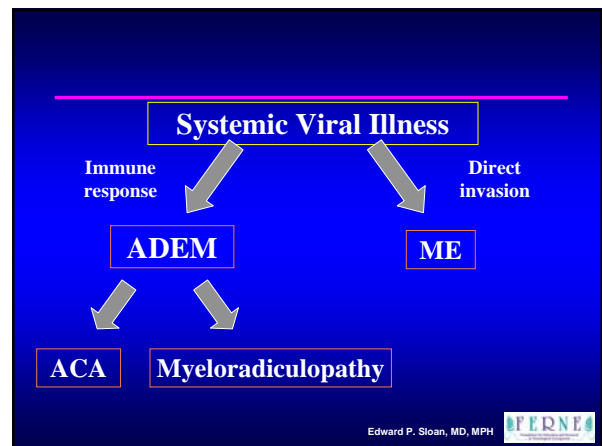 Systemic Viral Illness
Immune
response
Direct
invasion
ADEM
ME
ACA
Myeloradiculopathy
Edward P. Sloan, MD, MPH
FERNE